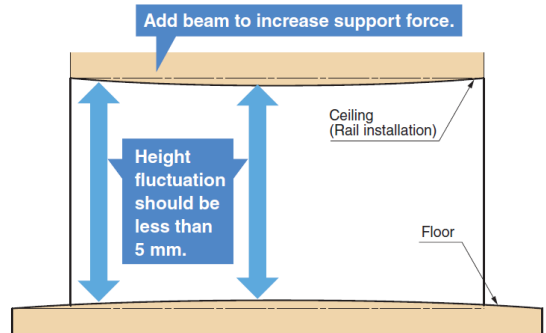 Add beam to increase support force.
Ceiling
(Rail installation)
Height
fluctuation
should be
less than
5 mm.
Floor